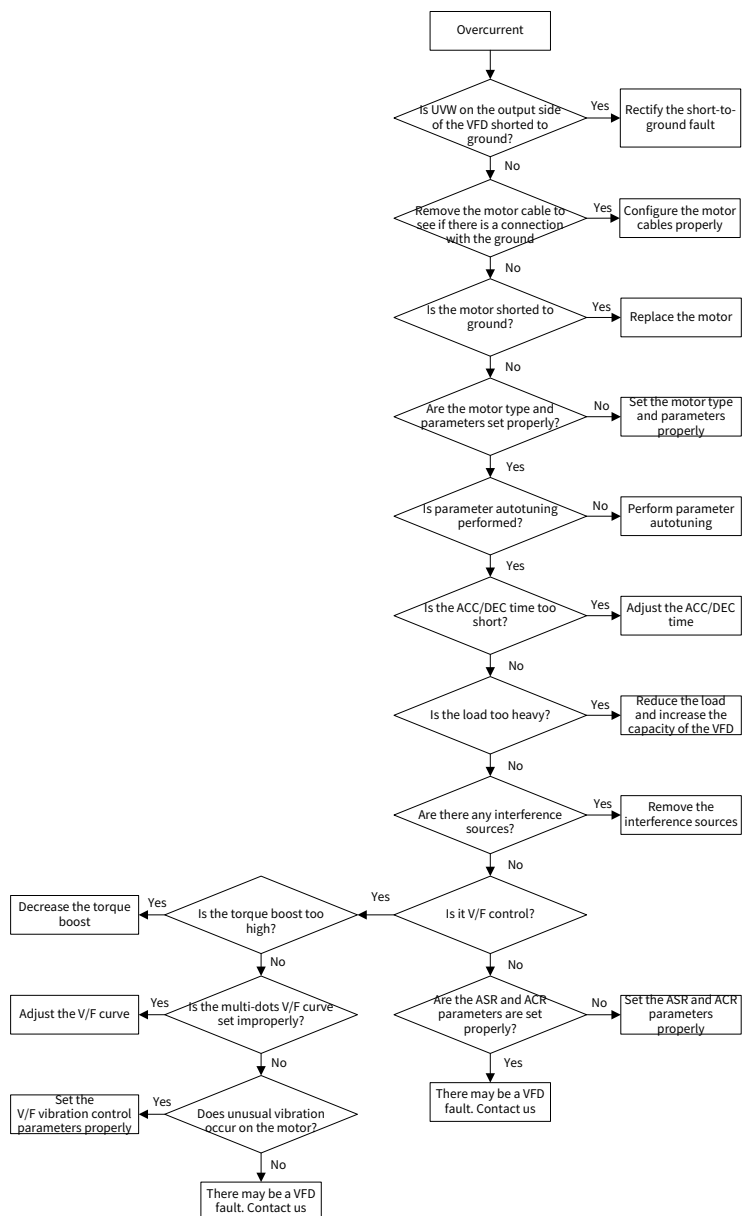 Overcurrent
Is UVW on the output side
of the VFD shorted to
ground?
Yes
Rectify the short-to-
ground fault
No
Remove the motor cable to
see if there is a connection
with the ground
Yes
Configure the motor
cables properly
No
Is the motor shorted to
ground?
Yes
Replace the motor
No
Are the motor type and
parameters set properly?
No
Set the motor type
and parameters
properly
Yes
Is parameter autotuning
performed?
No
Perform parameter
autotuning
Yes
Is the ACC/DEC time too
short?
Yes
Adjust the ACC/DEC
time
No
Is the load too heavy?
Yes
Reduce the load
and increase the
capacity of the VFD
No
Are there any interference
sources?
Yes
Remove the
interference sources
No
Is it V/F control?
Yes
Is the torque boost too
high?
Yes
Decrease the torque
boost
No
No
Is the multi-dots V/F curve
set improperly?
Yes
Adjust the V/F curve
Are the ASR and ACR
parameters are set
properly?
No
Set the ASR and ACR
parameters
properly
No
Yes
Does unusual vibration
occur on the motor?
Yes
Set the
V/F vibration control
parameters properly
There may be a VFD
fault. Contact us
No
There may be a VFD
fault. Contact us